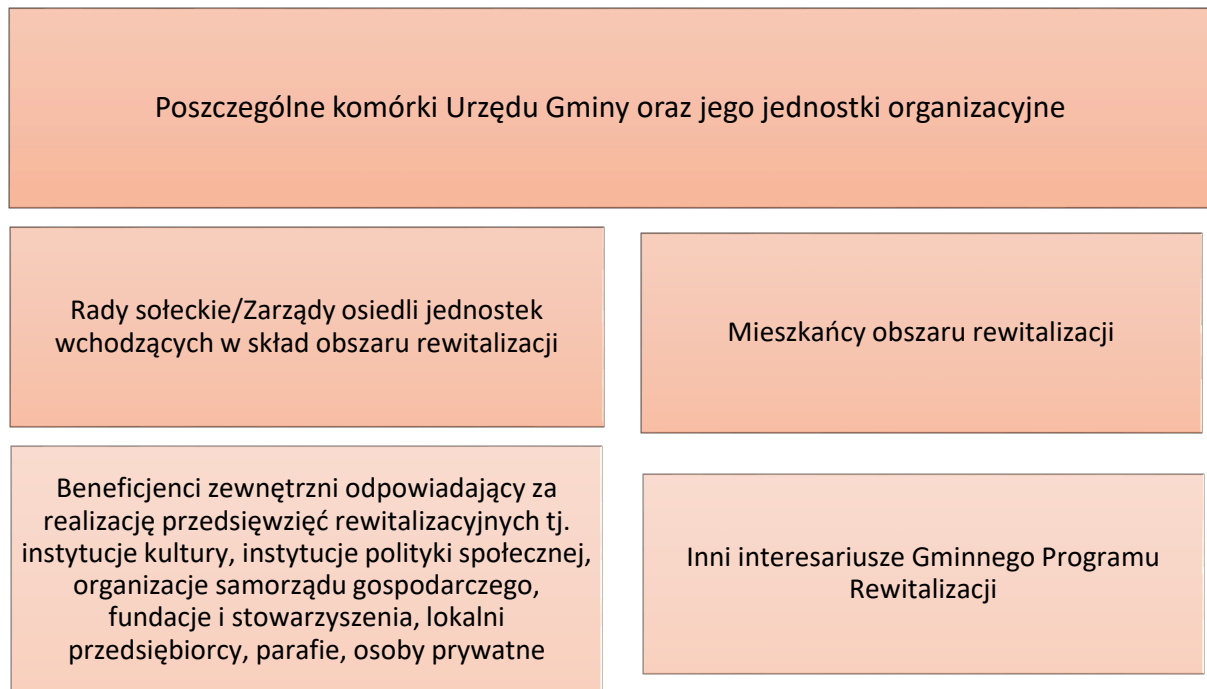 Poszczególne komórki Urzędu Gminy oraz jego jednostki organizacyjne
Rady sołeckie/Zarządy osiedli jednostek
wchodzących w skład obszaru rewitalizacji
Mieszkańcy obszaru rewitalizacji
Beneficjenci zewnętrzni odpowiadający za
realizację przedsięwzięć rewitalizacyjnych tj.
instytucje kultury, instytucje polityki społecznej,
organizacje samorządu gospodarczego,
fundacje i stowarzyszenia, lokalni
przedsiębiorcy, parafie, osoby prywatne
Inni interesariusze Gminnego Programu
Rewitalizacji